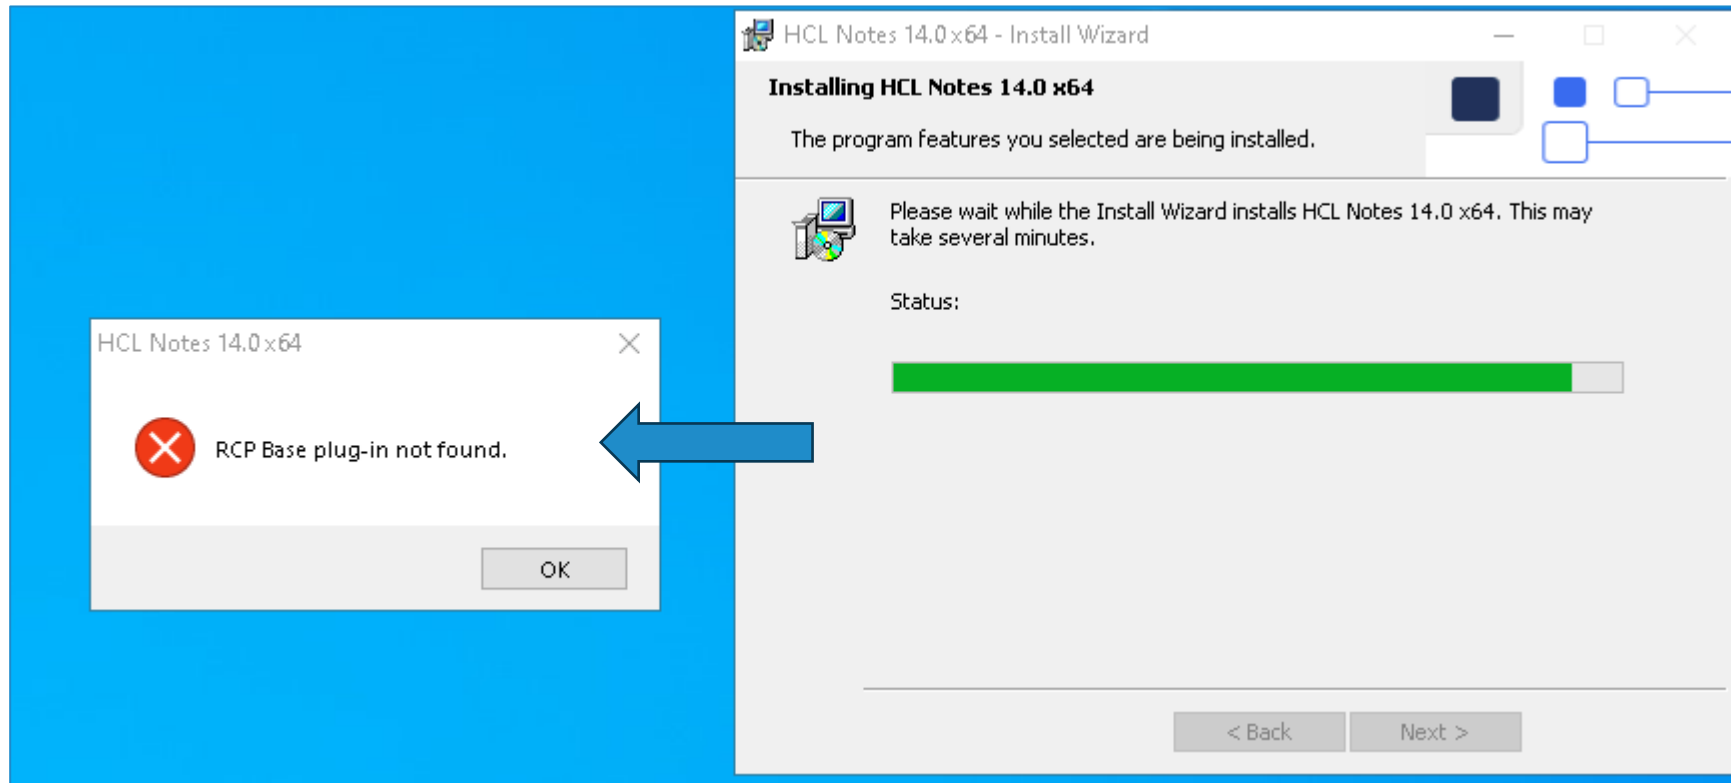 HCL Notes 14.0 x64 - Install Wizard
Installing HCL Notes 14.0 x64
The program features you selected are being installed.
Please wait while the Install Wizard installs HCL Notes 14.0 x64. This may
take several minutes.
Status:
HCL Notes 14.0 x64
RCP Base plug-in not found.
OK
< Back
Next >